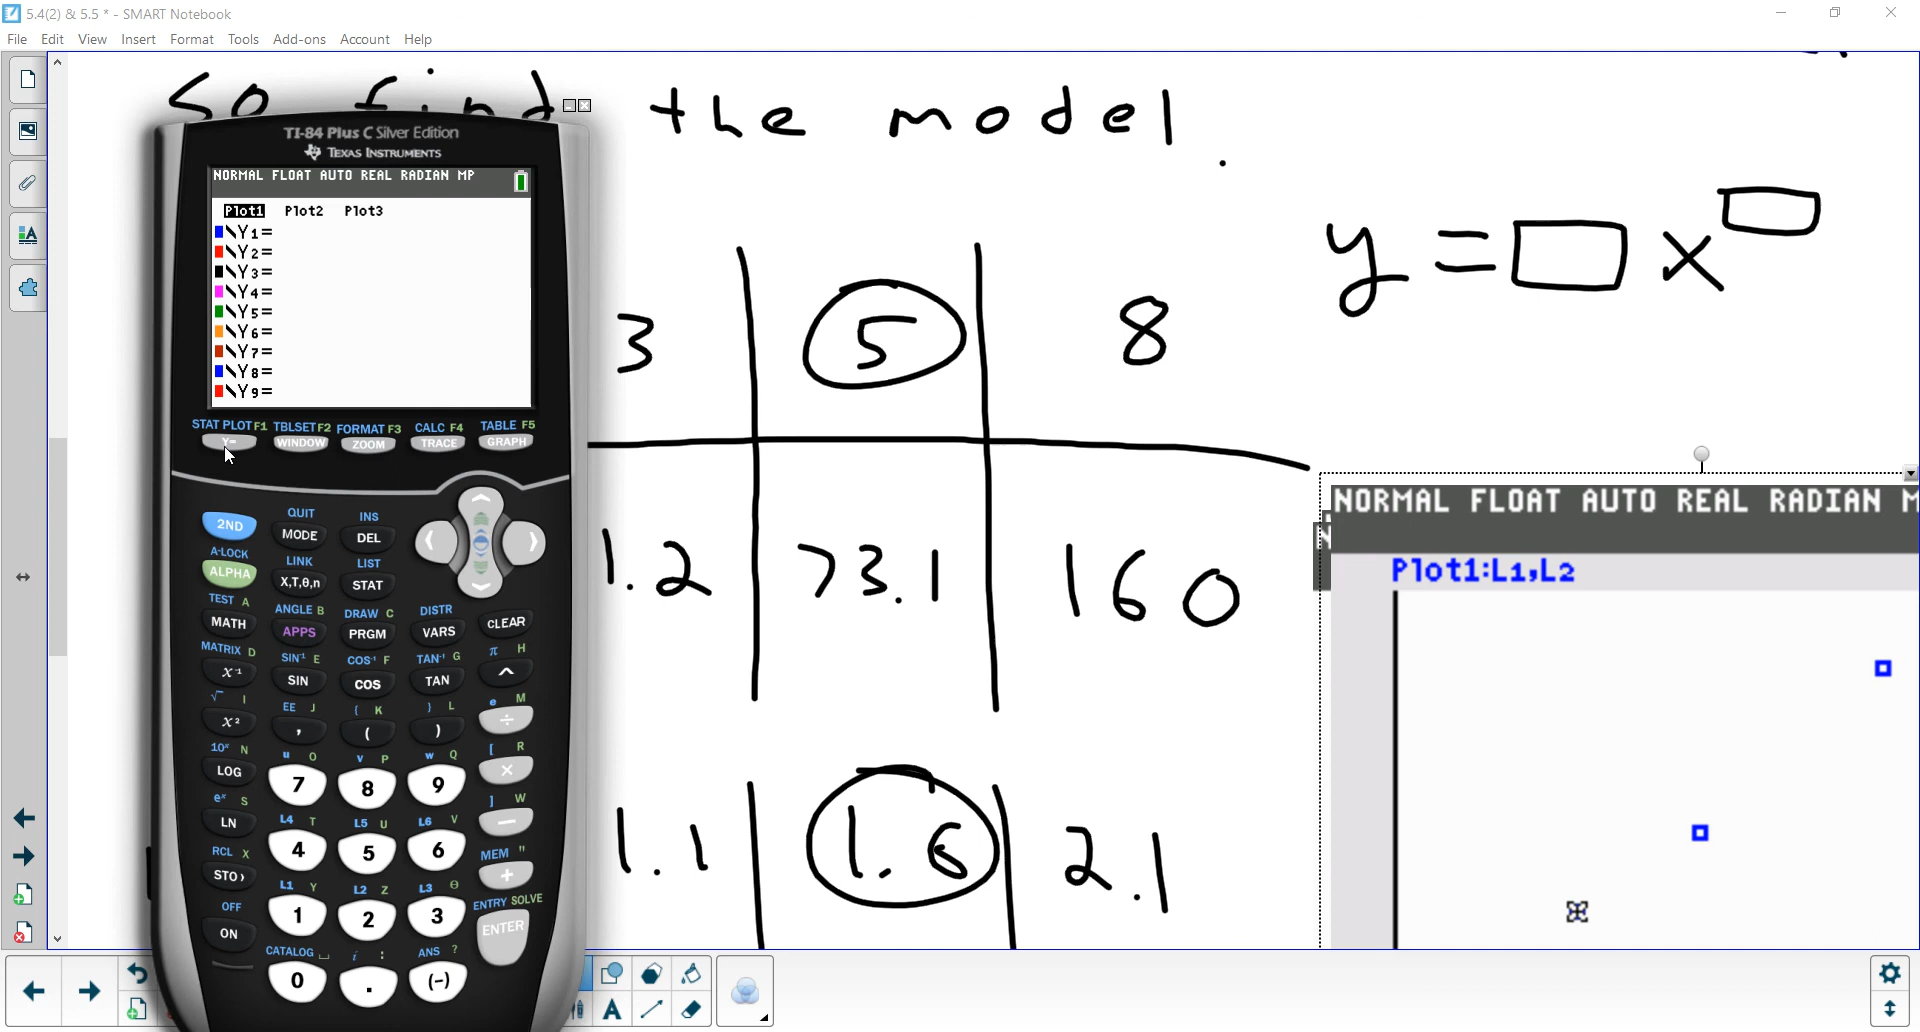 5.4(2) & 5.5 * - SMART Notebook
File Edit View Insert Format Tools Add-ons Account Help
So find the model.
TI-84 Plus C Silver Edition
TEXAS INSTRUMENTS
NORMAL FLOAT AUTO REAL RADIAN MP
Plot1 Plot2 Plot3
\Y1=
\Y2=
\Y3=
\Y4=
\Y5=
\Y6=
\Y7=
\Y8=
\Y9=
y = x
3 5 8
STAT PLOT F1 TBLSET F2 FORMAT F3 CALC F4 TABLE F5
Y= WINDOW ZOOM TRACE GRAPH
QUIT INS
2ND MODE DEL
A-LOCK LINK LIST
ALPHA X,T,θ,n STAT
TEST A ANGLE B DRAW C DISTR
MATH APPS PRGM VARS CLEAR
MATRIX D SIN⁻¹ E COS⁻¹ F TAN⁻¹ G π H
X⁻¹ SIN COS TAN ^
√ I EE J { K } L e M
X² , ( ) ÷
10ˣ N u O v P w Q [ R
LOG 7 8 9 ×
eˣ S L4 T L5 U L6 V ] W
LN 4 5 6 −
RCL X L1 Y L2 Z L3 θ MEM "
STO› 1 2 3 +
OFF CATALOG ⎵ i : ANS ? ENTRY SOLVE
ON 0 . (-) ENTER
1.2 73.1 160
1.1 1.6 2.1
NORMAL FLOAT AUTO REAL RADIAN M
Plot1:L1,L2